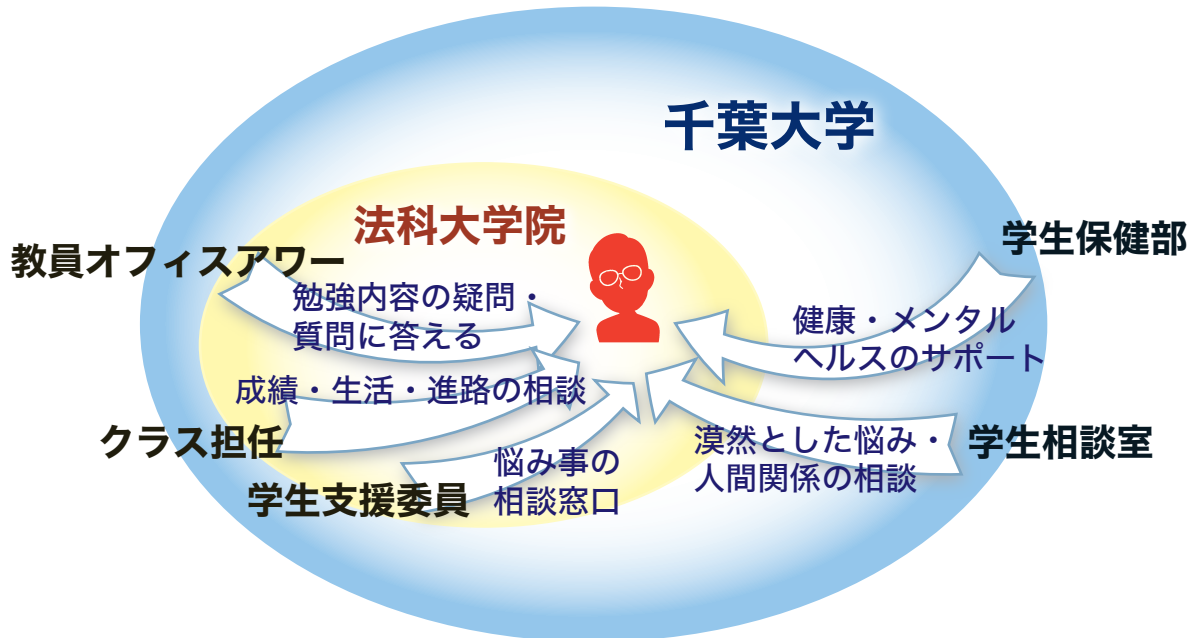 千葉大学
法科大学院
教員オフィスアワー
勉強内容の疑問・
質問に答える
成績・生活・進路の相談
クラス担任
学生支援委員
悩み事の
相談窓口
学生保健部
健康・メンタル
ヘルスのサポート
漠然とした悩み・
人間関係の相談
学生相談室